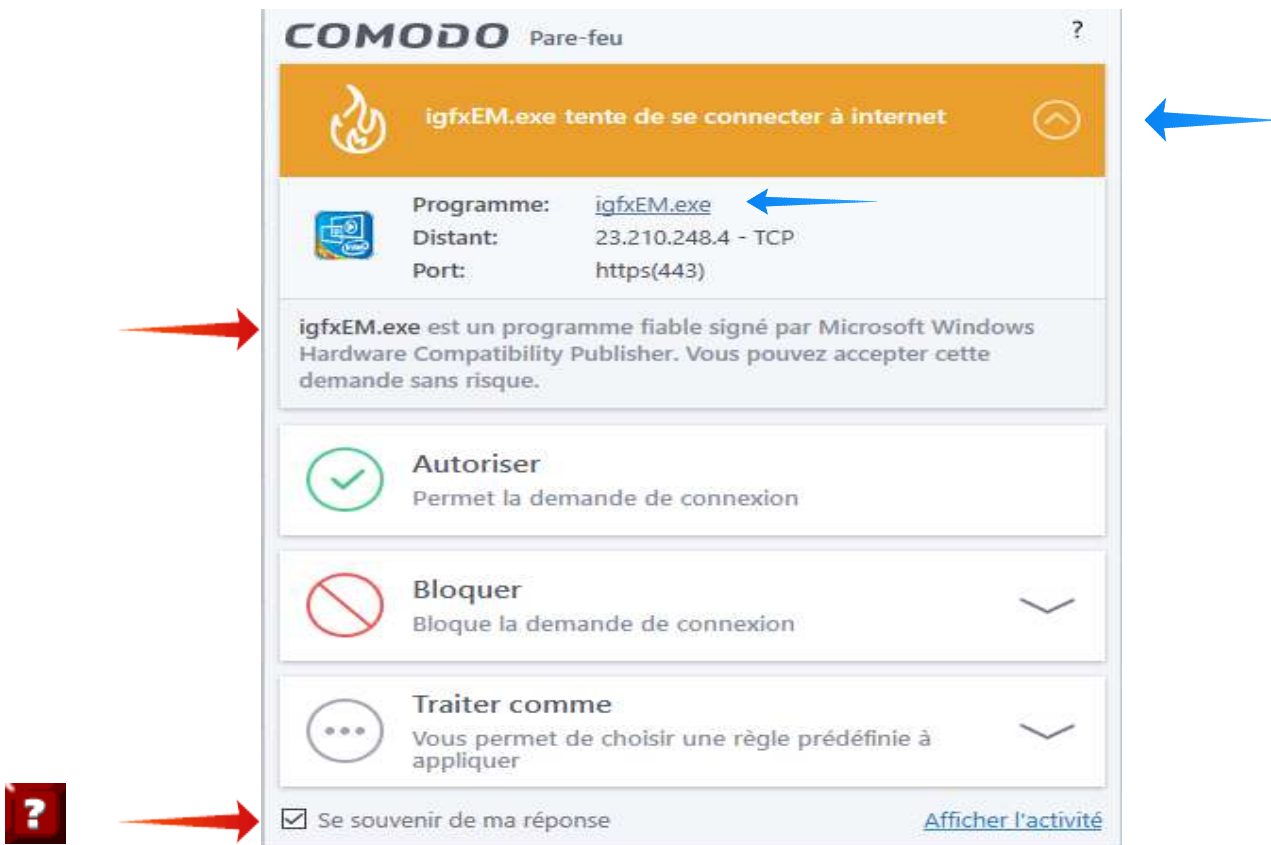 COMODO Pare-feu ?
igfxEM.exe tente de se connecter à internet
Programme: igfxEM.exe
Distant: 23.210.248.4 - TCP
Port: https(443)
igfxEM.exe est un programme fiable signé par Microsoft Windows
Hardware Compatibility Publisher. Vous pouvez accepter cette
demande sans risque.
Autoriser
Permet la demande de connexion
Bloquer
Bloque la demande de connexion
Traiter comme
Vous permet de choisir une règle prédéfinie à
appliquer
?
Se souvenir de ma réponse Afficher l'activité